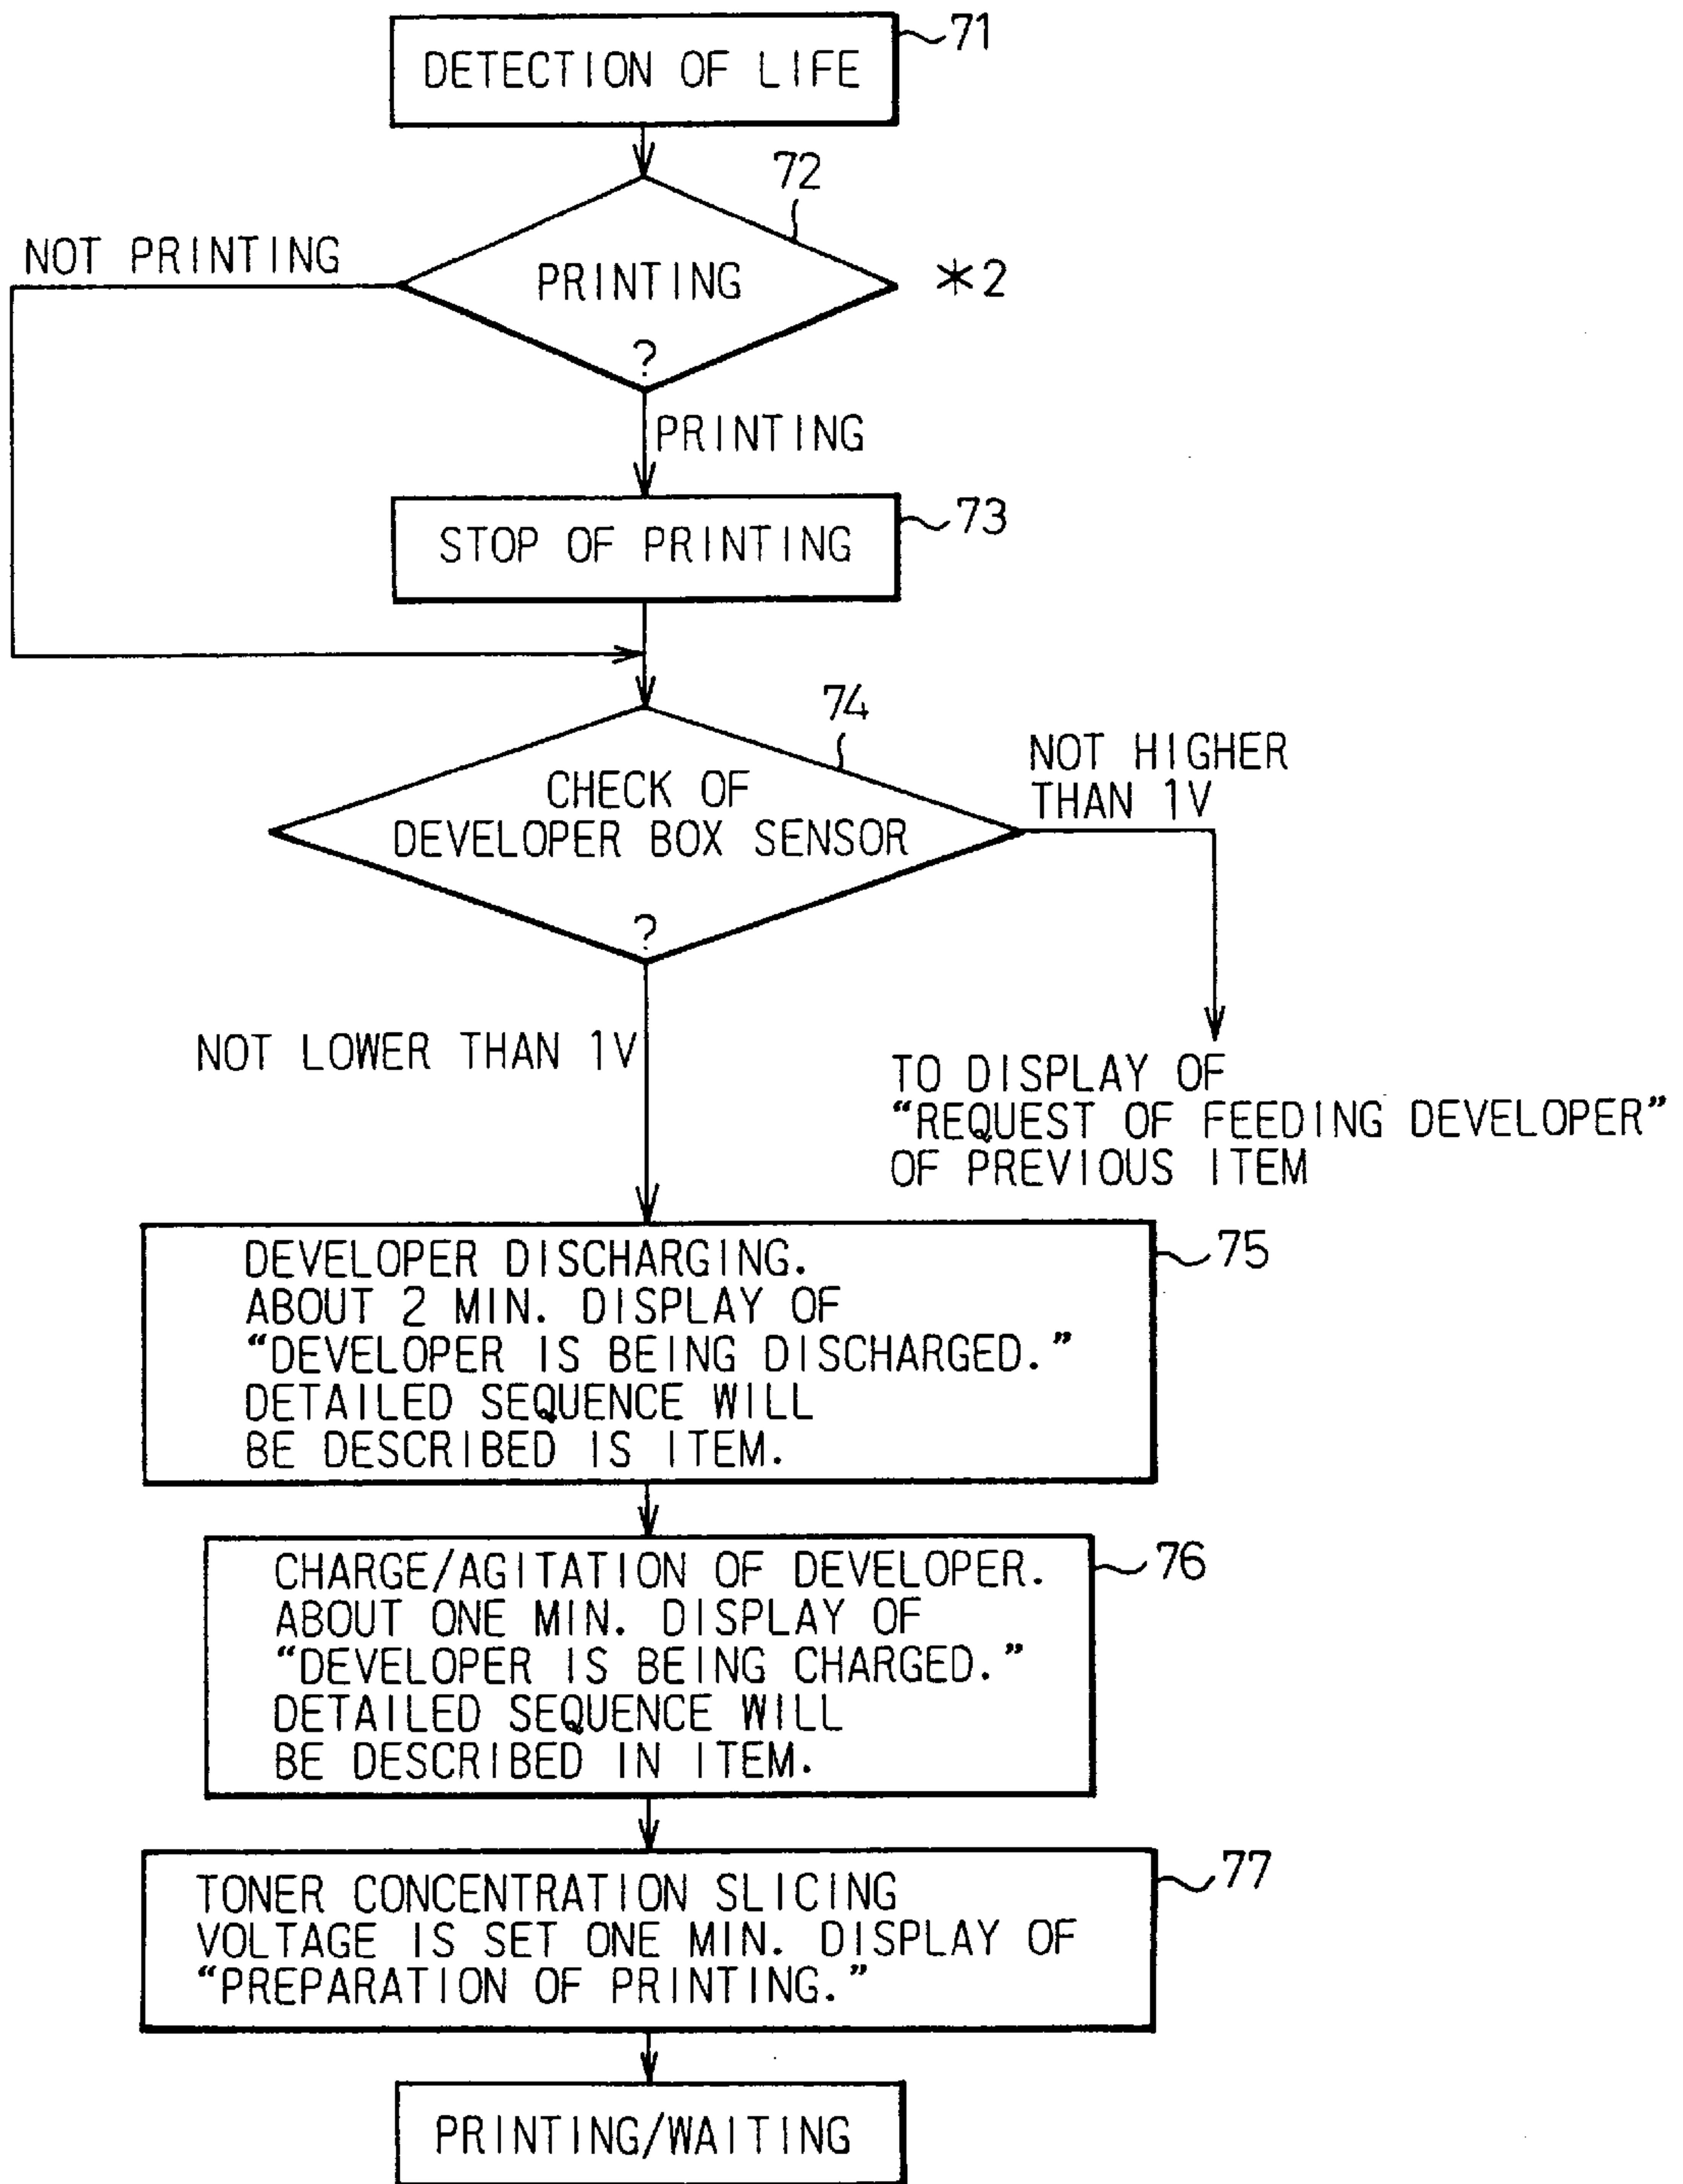 71
DETECTION OF LIFE
72
NOT PRINTING
PRINTING
*2
?
PRINTING
73
STOP OF PRINTING
74
NOT HIGHER
THAN 1V
CHECK OF
DEVELOPER BOX SENSOR
?
NOT LOWER THAN 1V
TO DISPLAY OF
“REQUEST OF FEEDING DEVELOPER”
OF PREVIOUS ITEM
75
DEVELOPER DISCHARGING.
ABOUT 2 MIN. DISPLAY OF
“DEVELOPER IS BEING DISCHARGED.”
DETAILED SEQUENCE WILL
BE DESCRIBED IS ITEM.
76
CHARGE/AGITATION OF DEVELOPER.
ABOUT ONE MIN. DISPLAY OF
“DEVELOPER IS BEING CHARGED.”
DETAILED SEQUENCE WILL
BE DESCRIBED IN ITEM.
77
TONER CONCENTRATION SLICING
VOLTAGE IS SET ONE MIN. DISPLAY OF
“PREPARATION OF PRINTING.”
PRINTING/WAITING